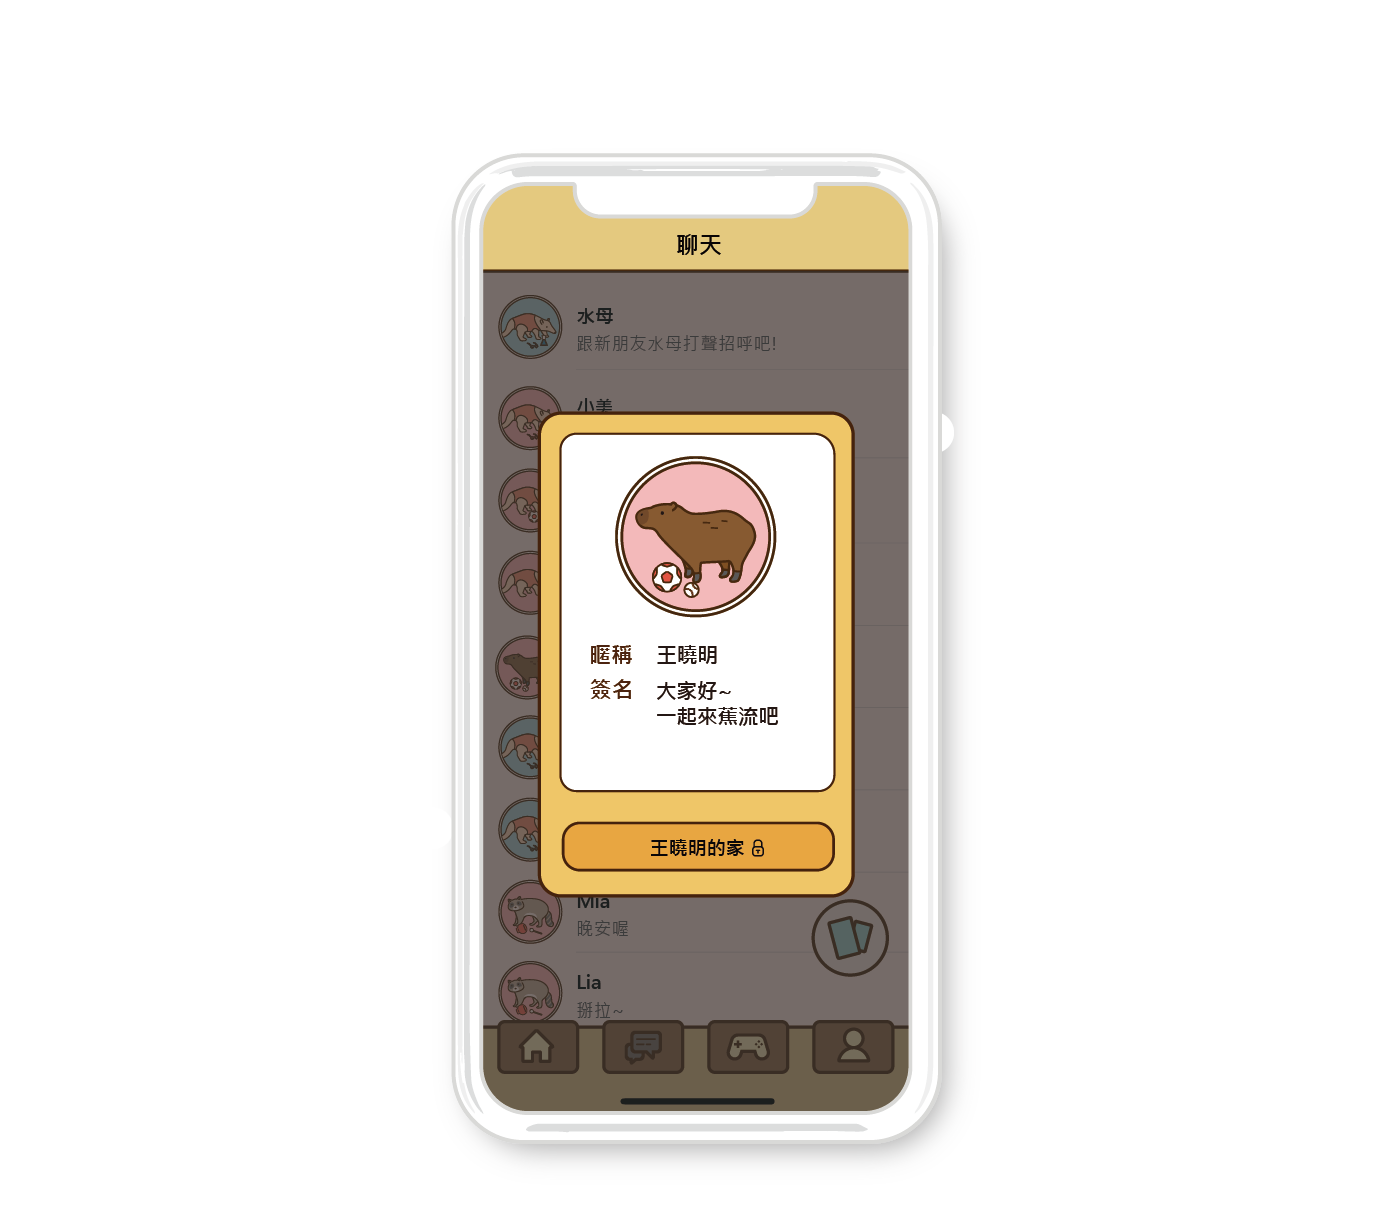 聊天
水母
跟新朋友水母打聲招呼吧!
小美
暱稱 王曉明
簽名 大家好~
一起來蕉流吧
王曉明的家
Mia
晚安喔
Lia
掰拉~